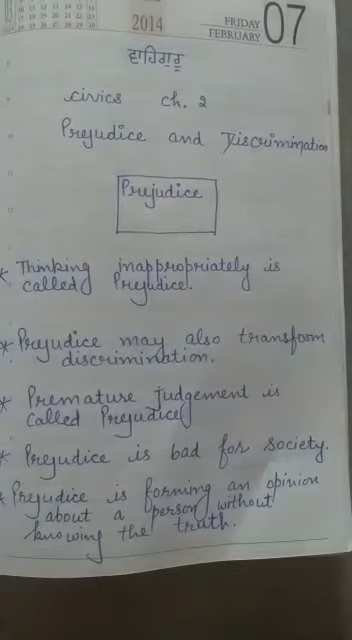 2014
FRIDAY
FEBRUARY 07
ਵਾਹਿਗੁਰੂ
civics ch. 2
Prejudice and Discrimination
Prejudice
* Thinking inappropriately is
called Prejudice.
* Prejudice may also transform
discrimination.
* Premature judgement is
called Prejudice
* Prejudice is bad for society.
* Prejudice is forming an opinion
about a person without
knowing the truth.